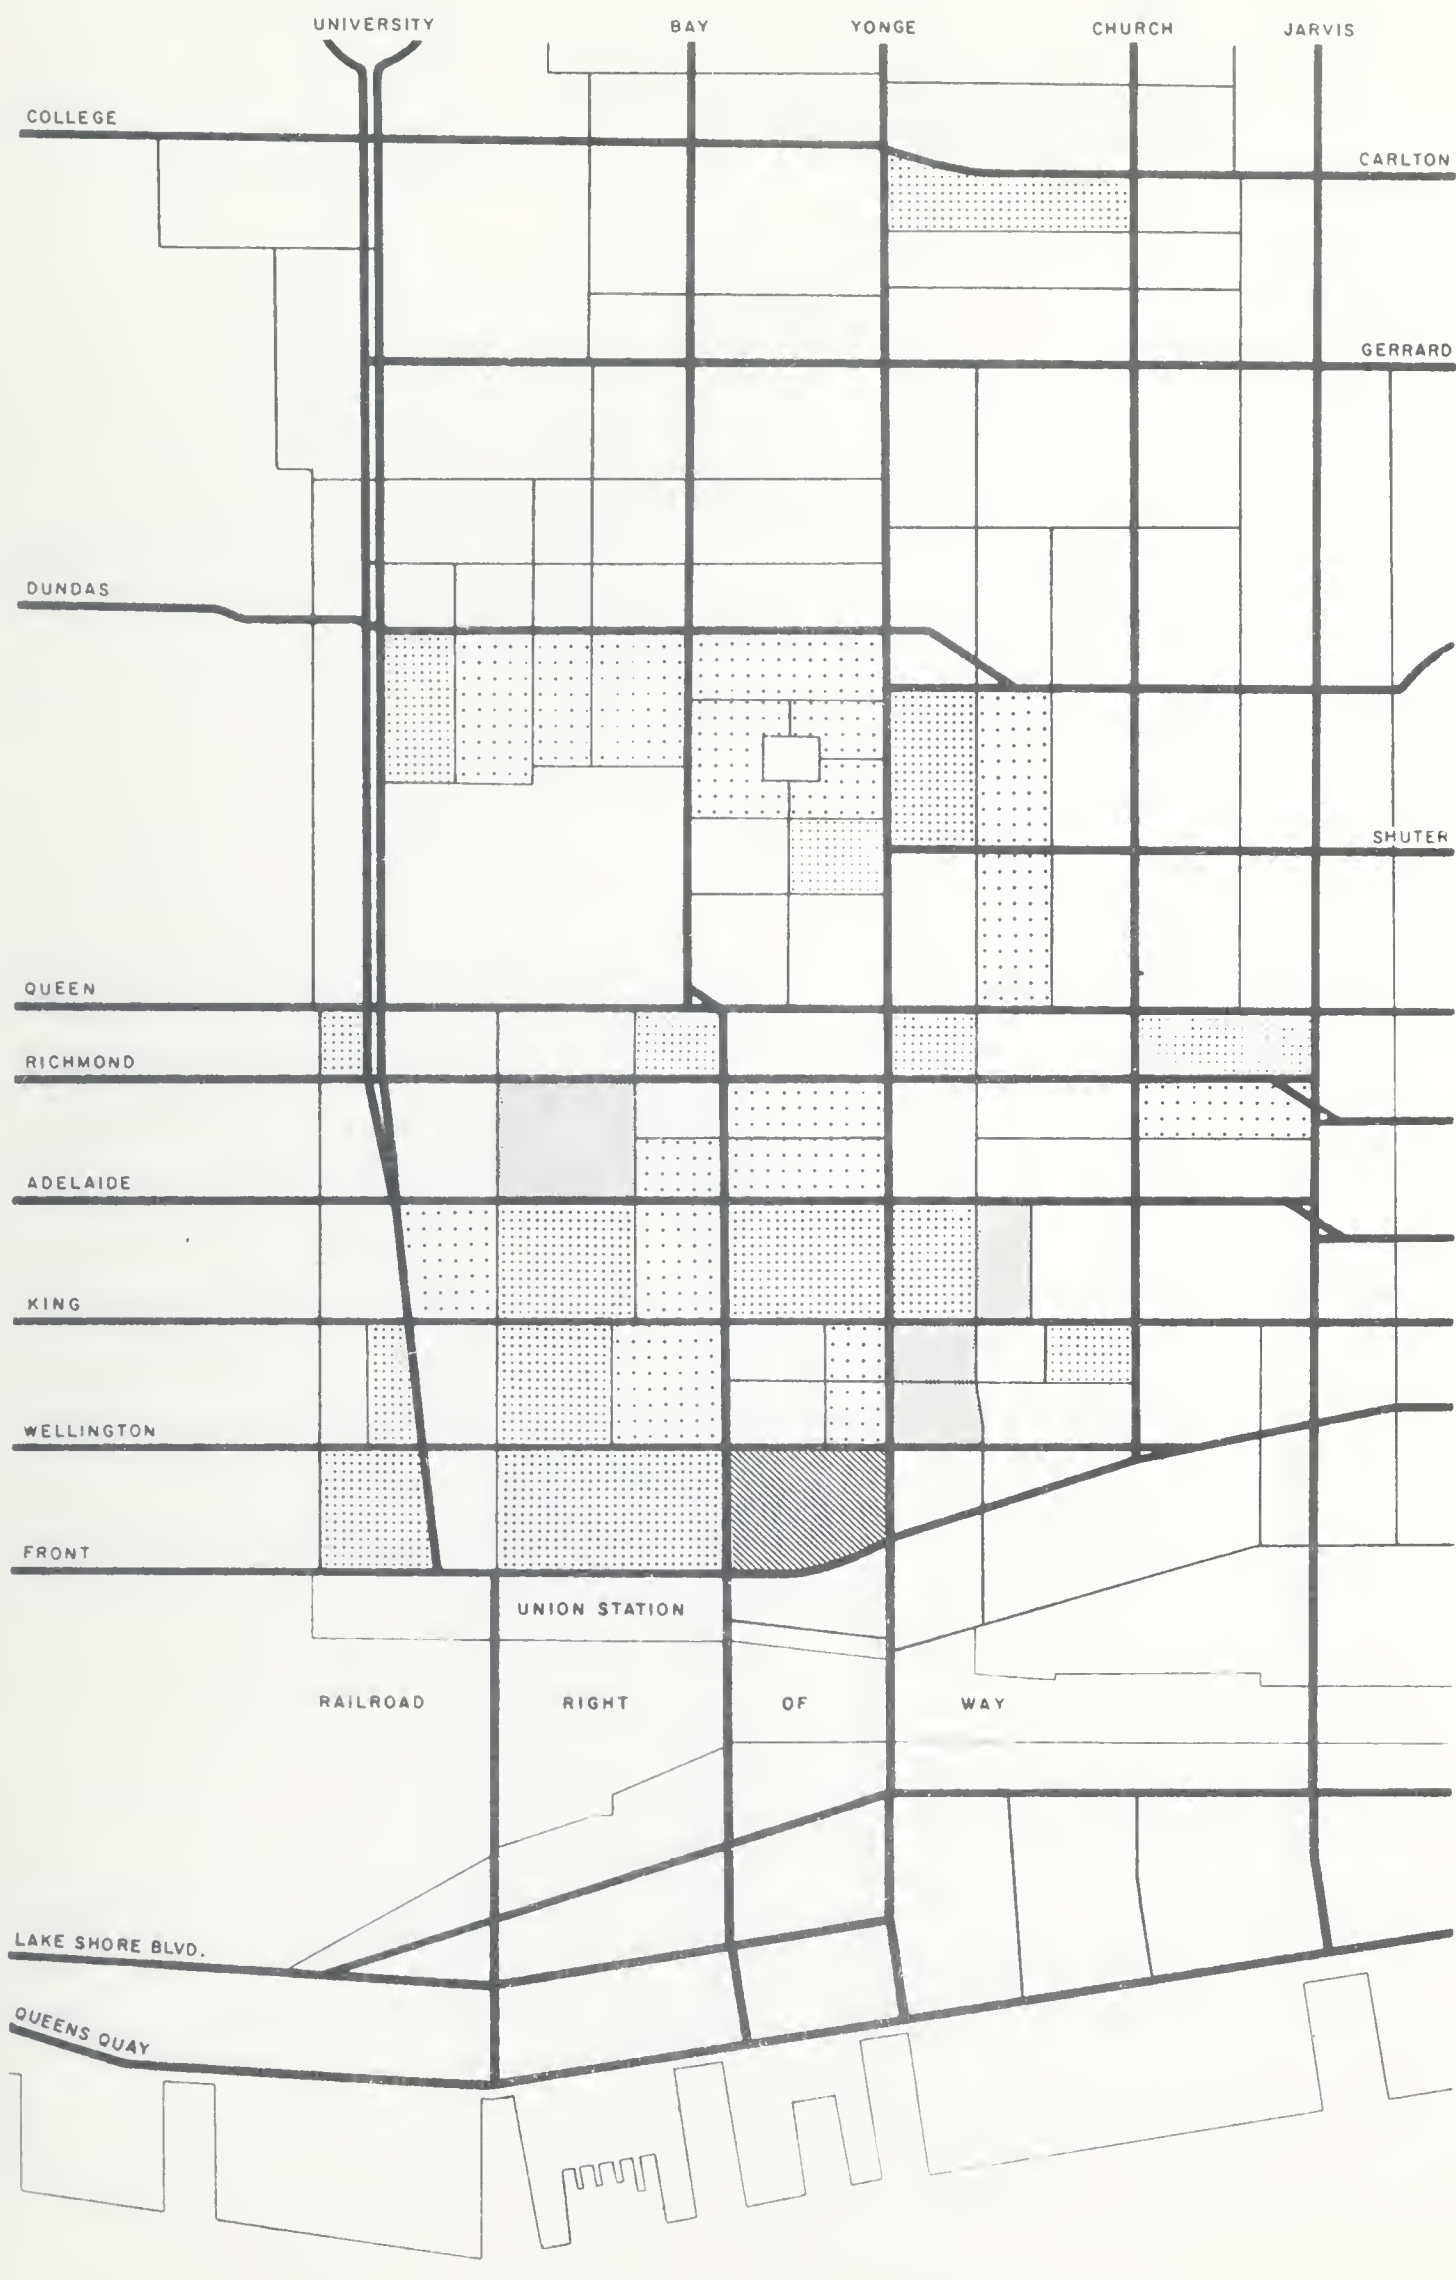 UNIVERSITY
BAY
YONGE
CHURCH
JARVIS
COLLEGE
CARLTON
GERRARD
DUNDAS
SHUTER
QUEEN
RICHMOND
ADELAIDE
KING
WELLINGTON
FRONT
UNION STATION
RAILROAD RIGHT OF WAY
LAKE SHORE BLVD.
QUEENS QUAY